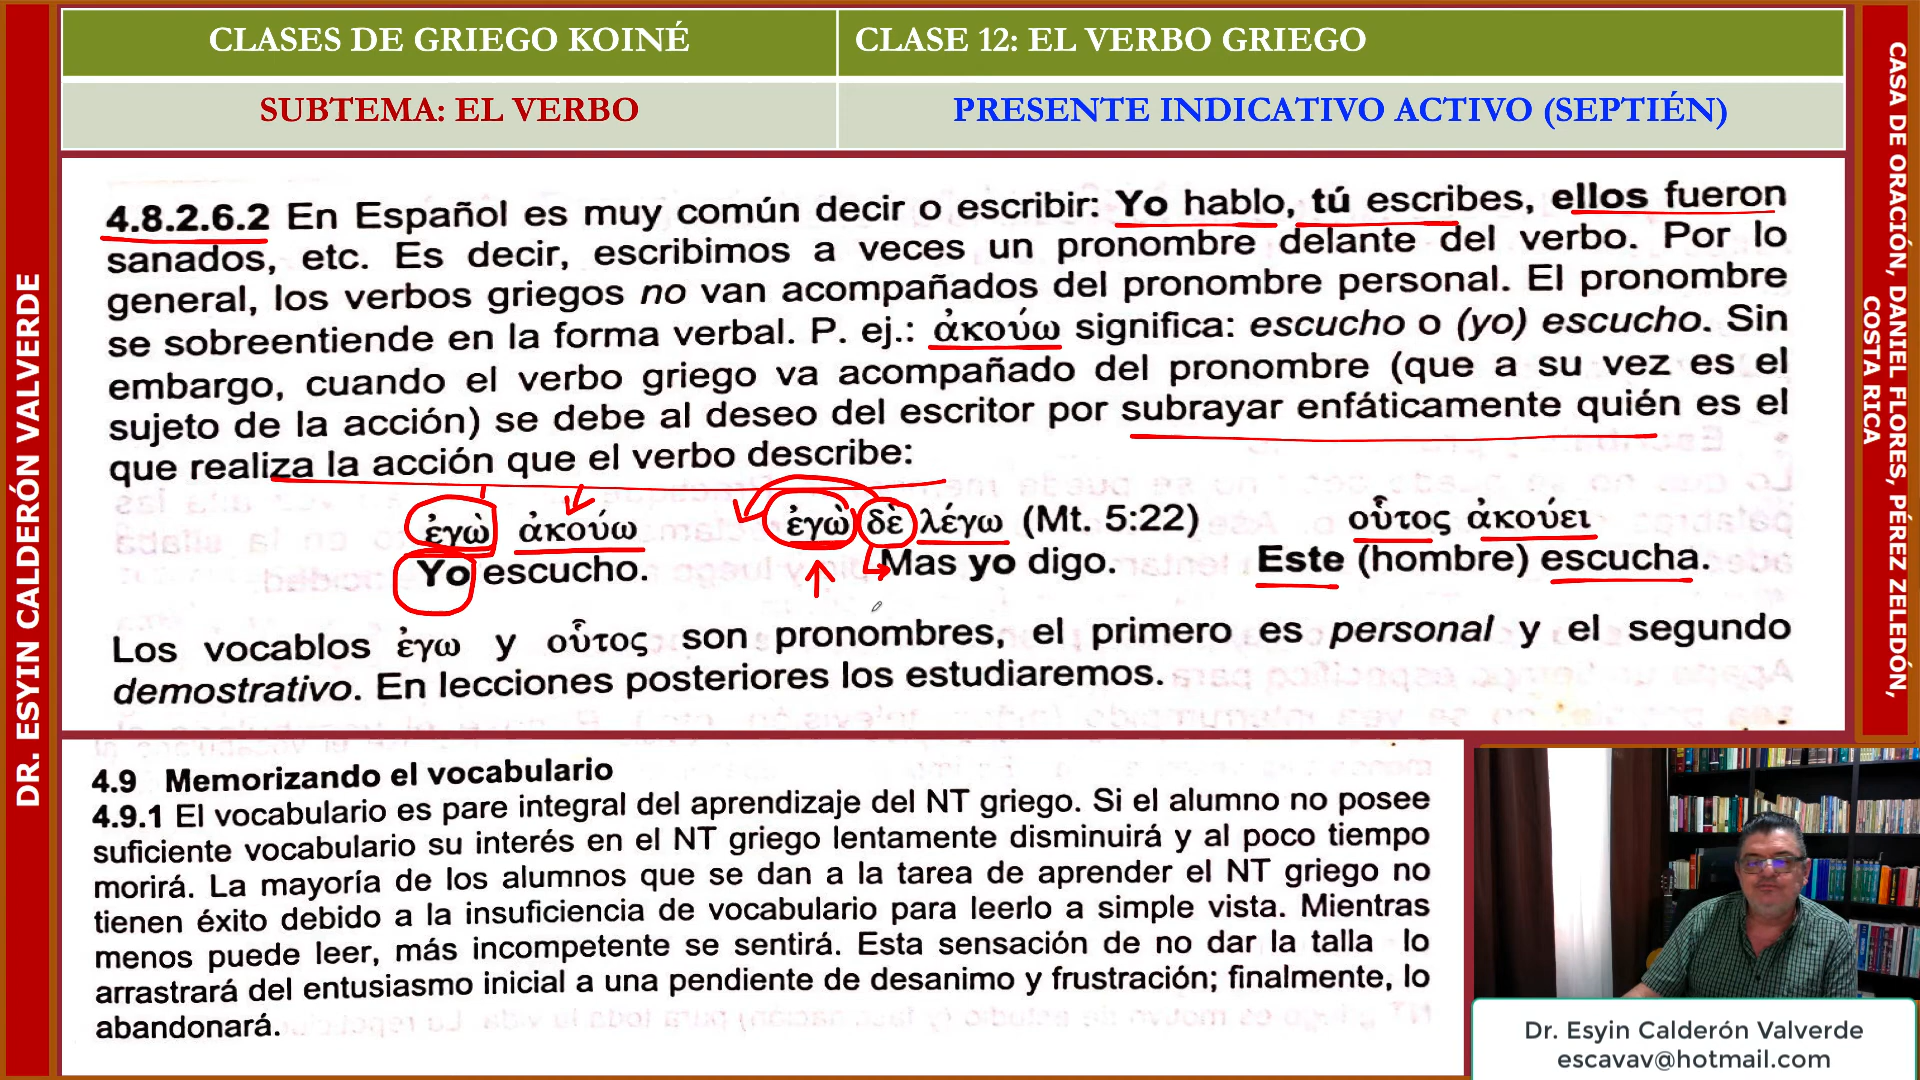 CLASES DE GRIEGO KOINÉ
CLASE 12: EL VERBO GRIEGO
SUBTEMA: EL VERBO
PRESENTE INDICATIVO ACTIVO (SEPTIÉN)
DR. ESYIN CALDERÓN VALVERDE
CASA DE ORACIÓN, DANIEL FLORES, PÉREZ ZELEDÓN,
COSTA RICA
4.8.2.6.2 En Español es muy común decir o escribir: Yo hablo, tú escribes, ellos fueron
sanados, etc. Es decir, escribimos a veces un pronombre delante del verbo. Por lo
general, los verbos griegos no van acompañados del pronombre personal. El pronombre
se sobreentiende en la forma verbal. P. ej.: ἀκούω significa: escucho o (yo) escucho. Sin
embargo, cuando el verbo griego va acompañado del pronombre (que a su vez es el
sujeto de la acción) se debe al deseo del escritor por subrayar enfáticamente quién es el
que realiza la acción que el verbo describe:
ἐγὼ ἀκούω ἐγὼ δὲ λέγω (Mt. 5:22) οὗτος ἀκούει
Yo escucho. Mas yo digo. Este (hombre) escucha.
Los vocablos ἐγω y οὗτος son pronombres, el primero es personal y el segundo
demostrativo. En lecciones posteriores los estudiaremos.
4.9 Memorizando el vocabulario
4.9.1 El vocabulario es pare integral del aprendizaje del NT griego. Si el alumno no posee
suficiente vocabulario su interés en el NT griego lentamente disminuirá y al poco tiempo
morirá. La mayoría de los alumnos que se dan a la tarea de aprender el NT griego no
tienen éxito debido a la insuficiencia de vocabulario para leerlo a simple vista. Mientras
menos puede leer, más incompetente se sentirá. Esta sensación de no dar la talla lo
arrastrará del entusiasmo inicial a una pendiente de desanimo y frustración; finalmente, lo
abandonará.
Dr. Esyin Calderón Valverde
escavav@hotmail.com